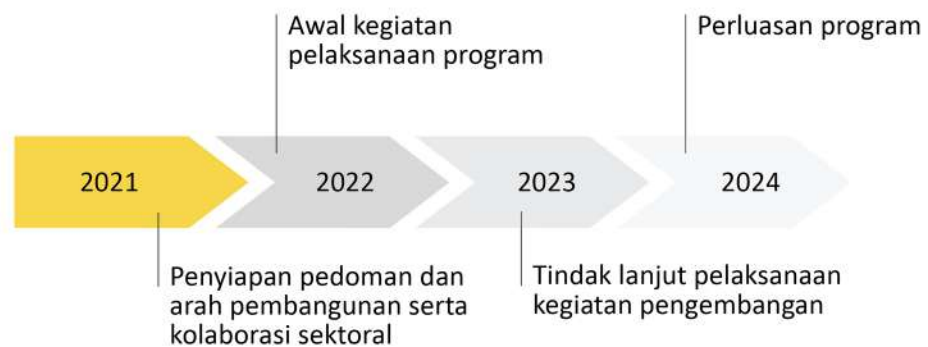 Awal kegiatan
pelaksanaan program
Perluasan program
2021
2022
2023
2024
Penyiapan pedoman dan
arah pembangunan serta
kolaborasi sektoral
Tindak lanjut pelaksanaan
kegiatan pengembangan